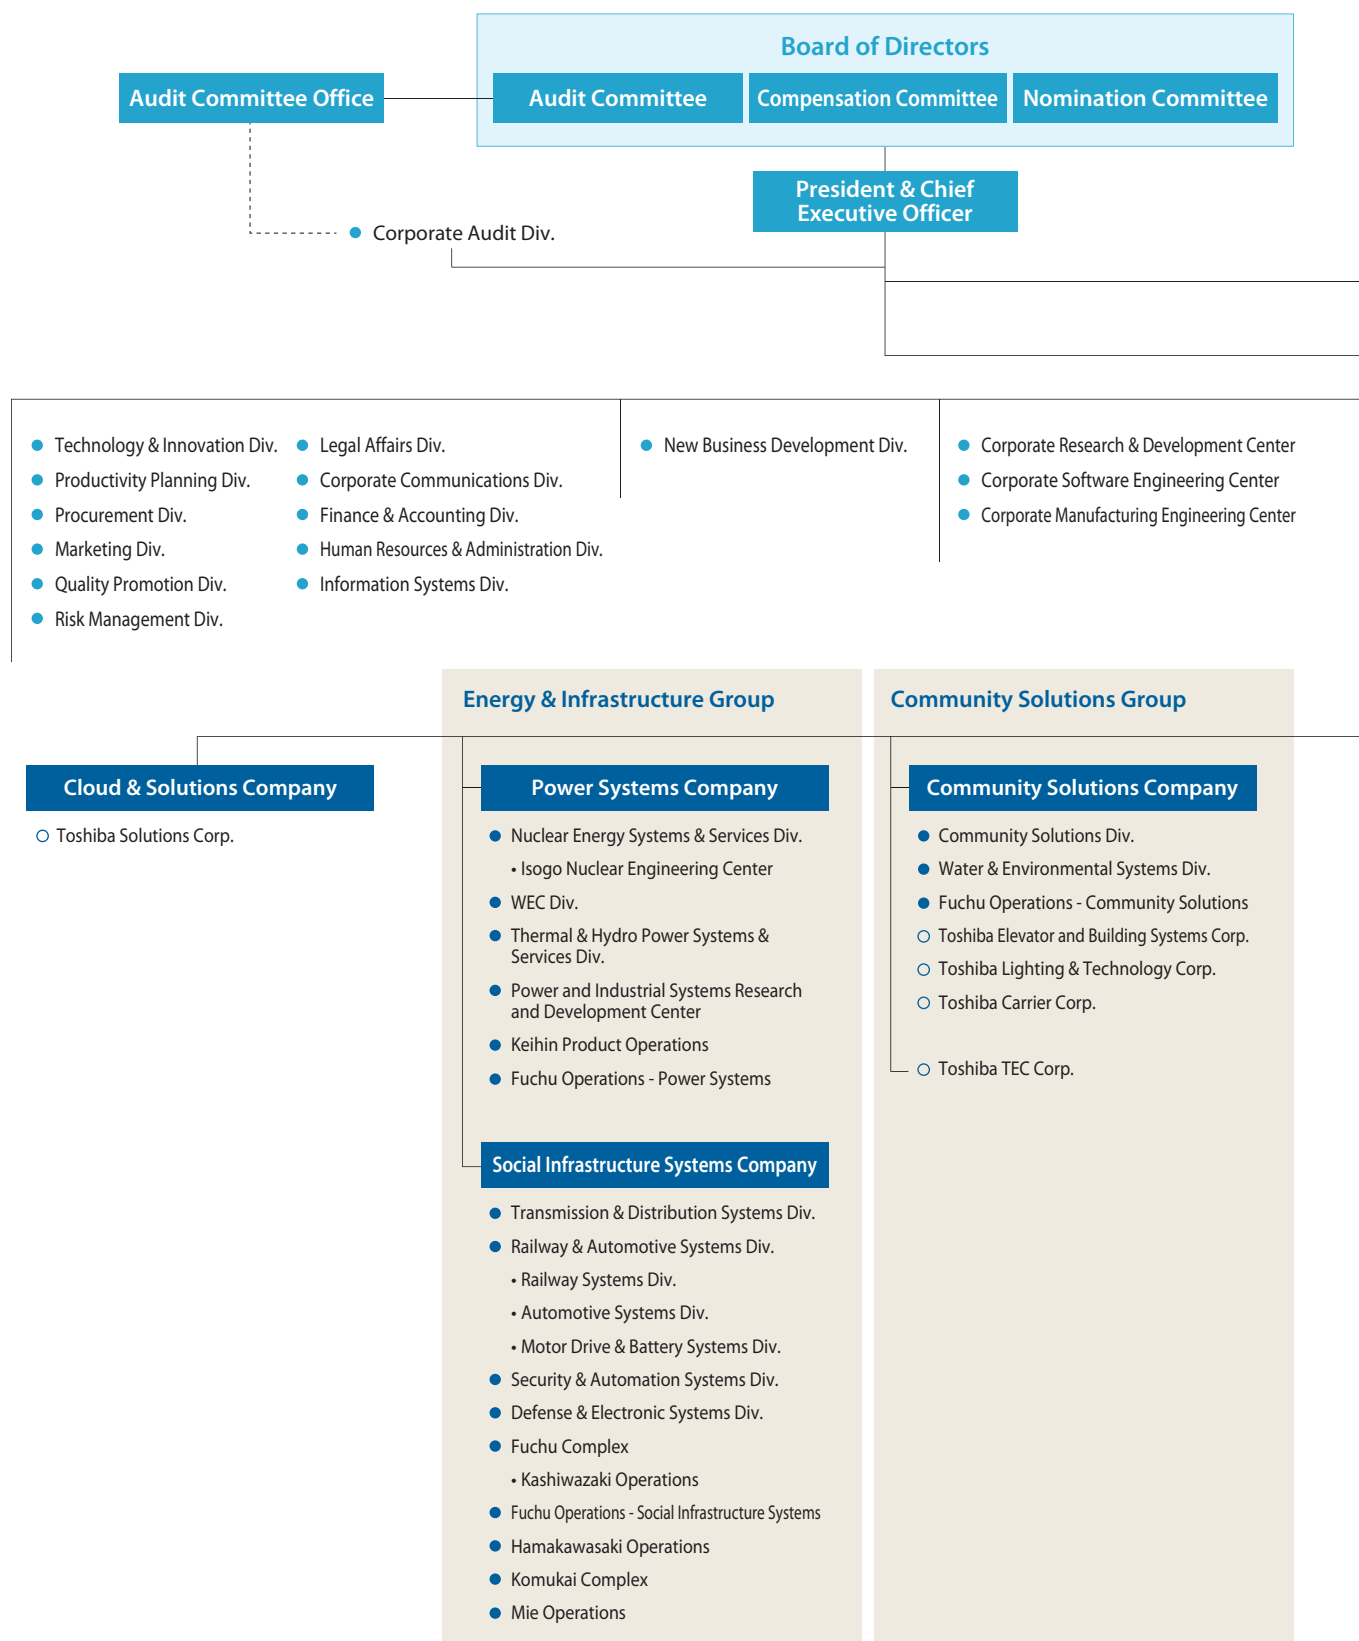 Board of Directors
Audit Committee Office
Audit Committee
Compensation Committee
Nomination Committee
President & Chief
Executive Officer
● Corporate Audit Div.
● Technology & Innovation Div.
● Productivity Planning Div.
● Procurement Div.
● Marketing Div.
● Quality Promotion Div.
● Risk Management Div.
● Legal Affairs Div.
● Corporate Communications Div.
● Finance & Accounting Div.
● Human Resources & Administration Div.
● Information Systems Div.
● New Business Development Div.
● Corporate Research & Development Center
● Corporate Software Engineering Center
● Corporate Manufacturing Engineering Center
Cloud & Solutions Company
○ Toshiba Solutions Corp.
Energy & Infrastructure Group
Power Systems Company
● Nuclear Energy Systems & Services Div.
• Isogo Nuclear Engineering Center
● WEC Div.
● Thermal & Hydro Power Systems &
Services Div.
● Power and Industrial Systems Research
and Development Center
● Keihin Product Operations
● Fuchu Operations - Power Systems
Social Infrastructure Systems Company
● Transmission & Distribution Systems Div.
● Railway & Automotive Systems Div.
• Railway Systems Div.
• Automotive Systems Div.
• Motor Drive & Battery Systems Div.
● Security & Automation Systems Div.
● Defense & Electronic Systems Div.
● Fuchu Complex
• Kashiwazaki Operations
● Fuchu Operations - Social Infrastructure Systems
● Hamakawasaki Operations
● Komukai Complex
● Mie Operations
Community Solutions Group
Community Solutions Company
● Community Solutions Div.
● Water & Environmental Systems Div.
● Fuchu Operations - Community Solutions
○ Toshiba Elevator and Building Systems Corp.
○ Toshiba Lighting & Technology Corp.
○ Toshiba Carrier Corp.
○ Toshiba TEC Corp.